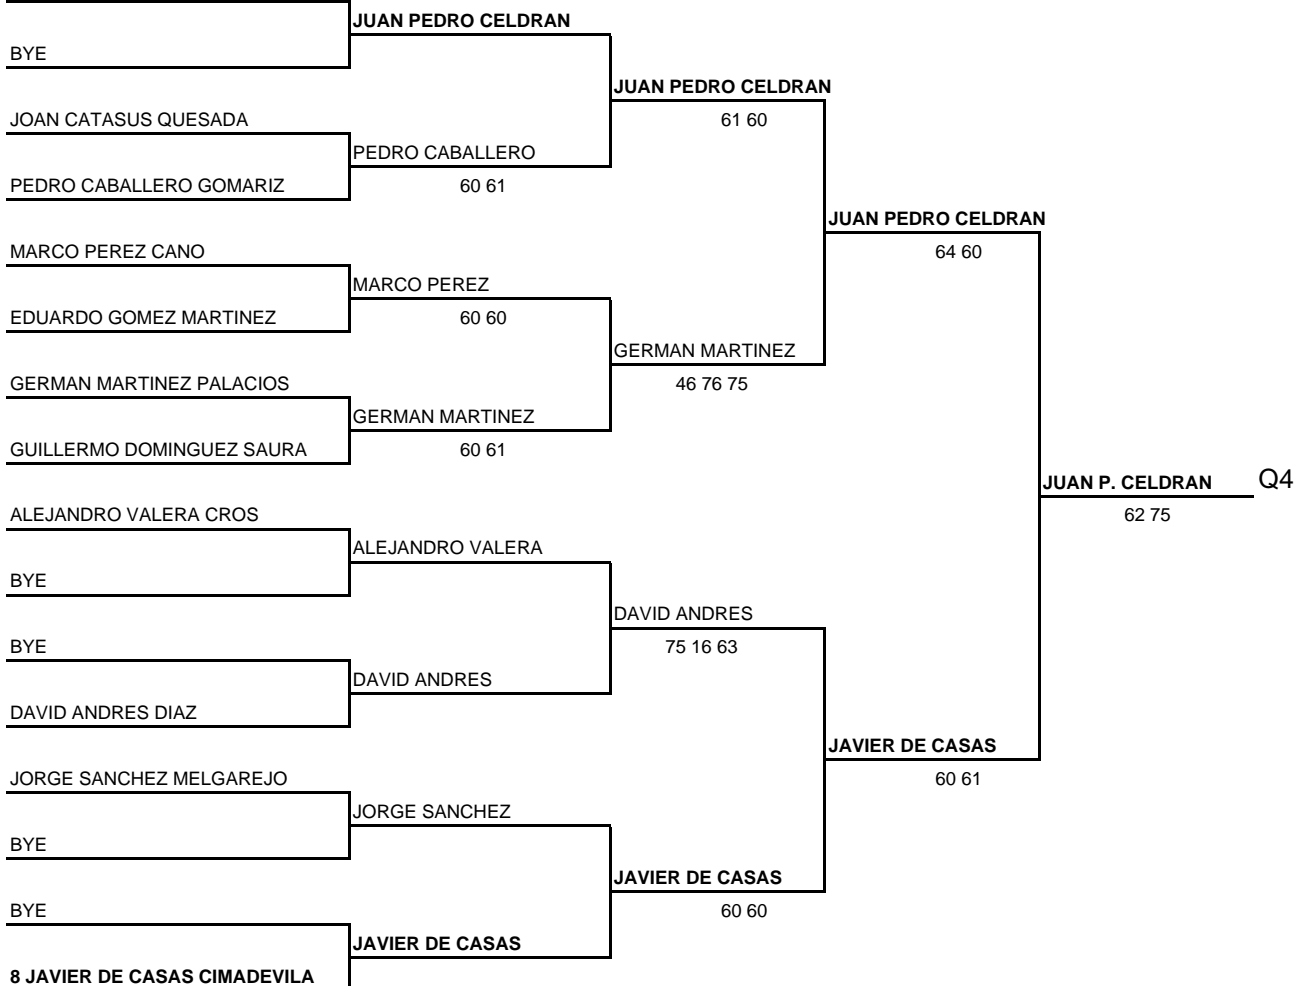 JUAN PEDRO CELDRAN
BYE
JUAN PEDRO CELDRAN
JOAN CATASUS QUESADA
61 60
PEDRO CABALLERO
PEDRO CABALLERO GOMARIZ
60 61
JUAN PEDRO CELDRAN
MARCO PEREZ CANO
64 60
MARCO PEREZ
EDUARDO GOMEZ MARTINEZ
60 60
GERMAN MARTINEZ
GERMAN MARTINEZ PALACIOS
46 76 75
GERMAN MARTINEZ
GUILLERMO DOMINGUEZ SAURA
60 61
JUAN P. CELDRAN
Q4
ALEJANDRO VALERA CROS
62 75
ALEJANDRO VALERA
BYE
DAVID ANDRES
BYE
75 16 63
DAVID ANDRES
DAVID ANDRES DIAZ
JAVIER DE CASAS
JORGE SANCHEZ MELGAREJO
60 61
JORGE SANCHEZ
BYE
JAVIER DE CASAS
BYE
60 60
JAVIER DE CASAS
8 JAVIER DE CASAS CIMADEVILA